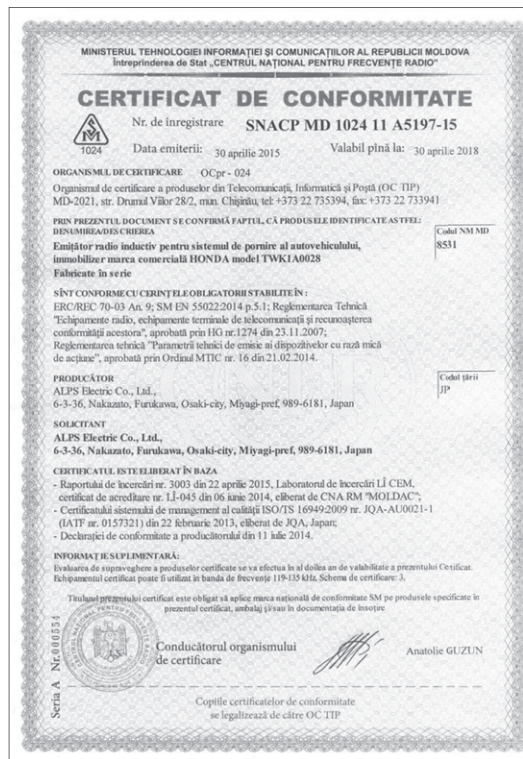 MINISTERUL TEHNOLOGIEI INFORMAȚIEI ȘI COMUNICAȚIILOR AL REPUBLICII MOLDOVA
Întreprinderea de Stat „CENTRUL NAȚIONAL PENTRU FRECVENȚE RADIO"
CERTIFICAT DE CONFORMITATE
1024
Nr. de înregistrare SNACP MD 1024 11 A5197-15
Data emiterii: 30 aprilie 2015 Valabil pînă la: 30 aprilie 2018
ORGANISMUL DE CERTIFICARE OCpr - 024
Organismul de certificare a produselor din Telecomunicații, Informatică și Poștă (OC TIP)
MD-2021, str. Drumul Viilor 28/2, mun. Chișinău, tel: +373 22 735394, fax: +373 22 733941
PRIN PREZENTUL DOCUMENT SE CONFIRMĂ FAPTUL, CĂ PRODUSELE IDENTIFICATE ASTFEL:
DENUMIREA/DESCRIEREA
Codul NM MD
8531
Emițător radio inductiv pentru sistemul de pornire al autovehiculului,
immobilizer marca comercială HONDA model TWK1A0028
Fabricate în serie
SÎNT CONFORME CU CERINȚELE OBLIGATORII STABILITE ÎN :
ERC/REC 70-03 An. 9; SM EN 55022:2014 p.5.1; Reglementarea Tehnică
"Echipamente radio, echipamente terminale de telecomunicații și recunoașterea
conformității acestora", aprobată prin HG nr.1274 din 23.11.2007;
Reglementarea tehnică "Parametrii tehnici de emisie ai dispozitivelor cu rază mică
de acțiune", aprobată prin Ordinul MTIC nr. 16 din 21.02.2014.
PRODUCĂTOR
Codul țării
JP
ALPS Electric Co., Ltd.,
6-3-36, Nakazato, Furukawa, Osaki-city, Miyagi-pref, 989-6181, Japan
SOLICITANT
ALPS Electric Co., Ltd.,
6-3-36, Nakazato, Furukawa, Osaki-city, Miyagi-pref, 989-6181, Japan
CERTIFICATUL ESTE ELIBERAT ÎN BAZA
- Raportului de încercări nr. 3003 din 22 aprilie 2015, Laboratorul de încercări LÎ CEM,
certificat de acreditare nr. LÎ-045 din 06 iunie 2014, eliberat de CNA RM "MOLDAC";
- Certificatului sistemului de management al calității ISO/TS 16949:2009 nr. JQA-AU0021-1
(IATF nr. 0157321) din 22 februarie 2013, eliberat de JQA, Japan;
- Declarației de conformitate a producătorului din 11 iulie 2014.
INFORMAȚIE SUPLIMENTARĂ:
Evaluarea de supraveghere a produselor certificate se va efectua în al doilea an de valabilitate a prezentului Certificat.
Echipamentul certificat poate fi utilizat în banda de frecvențe 119-135 kHz. Schema de certificare: 3.
Titularul prezentului certificat este obligat să aplice marca națională de conformitate SM pe produsele specificate în
prezentul certificat, ambalaj și/sau în documentația de însoțire
Seria A Nr.000554
Conducătorul organismului
de certificare
Anatolie GUZUN
Copiile certificatelor de conformitate
se legalizează de către OC TIP